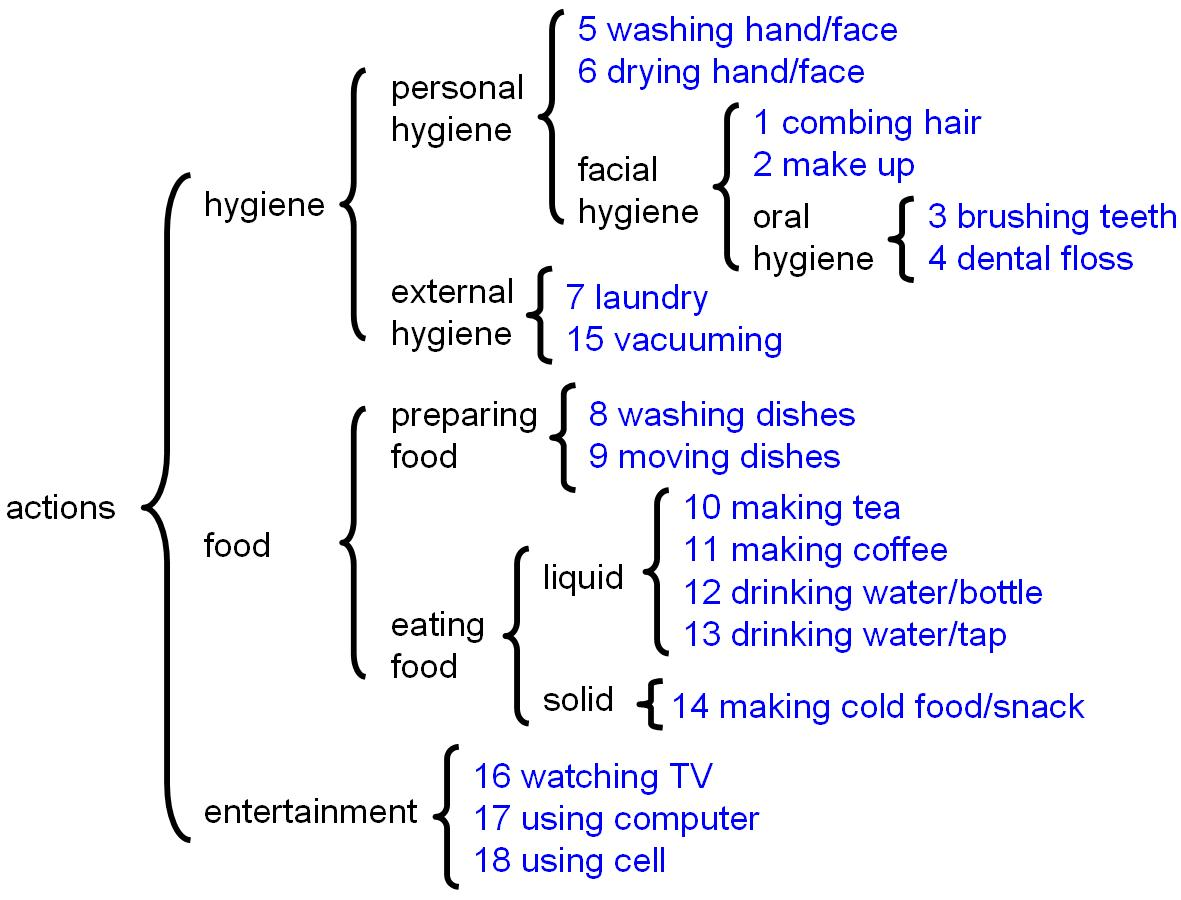 actions
hygiene
personal
hygiene
5 washing hand/face
6 drying hand/face
facial
hygiene
1 combing hair
2 make up
oral
hygiene
3 brushing teeth
4 dental floss
external
hygiene
7 laundry
15 vacuuming
food
preparing
food
8 washing dishes
9 moving dishes
eating
food
liquid
10 making tea
11 making coffee
12 drinking water/bottle
13 drinking water/tap
solid
14 making cold food/snack
entertainment
16 watching TV
17 using computer
18 using cell